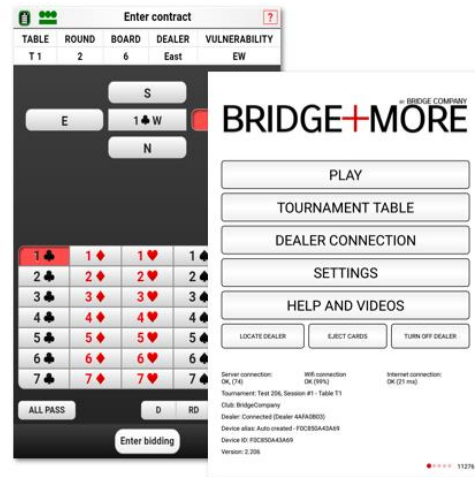 Enter contract ?
TABLE ROUND BOARD DEALER VULNERABILITY
T 1 2 6 East EW
S
E 1♣ W
N
1♣ 1♦ 1♥ 1♠
2♣ 2♦ 2♥ 2♠
3♣ 3♦ 3♥ 3♠
4♣ 4♦ 4♥ 4♠
5♣ 5♦ 5♥ 5♠
6♣ 6♦ 6♥ 6♠
7♣ 7♦ 7♥ 7♠
ALL PASS D RD
Enter bidding
BY BRIDGE COMPANY
BRIDGE+MORE
PLAY
TOURNAMENT TABLE
DEALER CONNECTION
SETTINGS
HELP AND VIDEOS
LOCATE DEALER EJECT CARDS TURN OFF DEALER
Server connection: Wifi connection Internet connection:
OK, (74) OK (99%) OK (21 ms)
Tournament: Test 206, Session #1 - Table T1
Club: BridgeCompany
Dealer: Connected (Dealer 4AFA0B03)
Device alias: Auto created - F0C850A43A69
Device ID: F0C850A43A69
Version: 2.206
11276